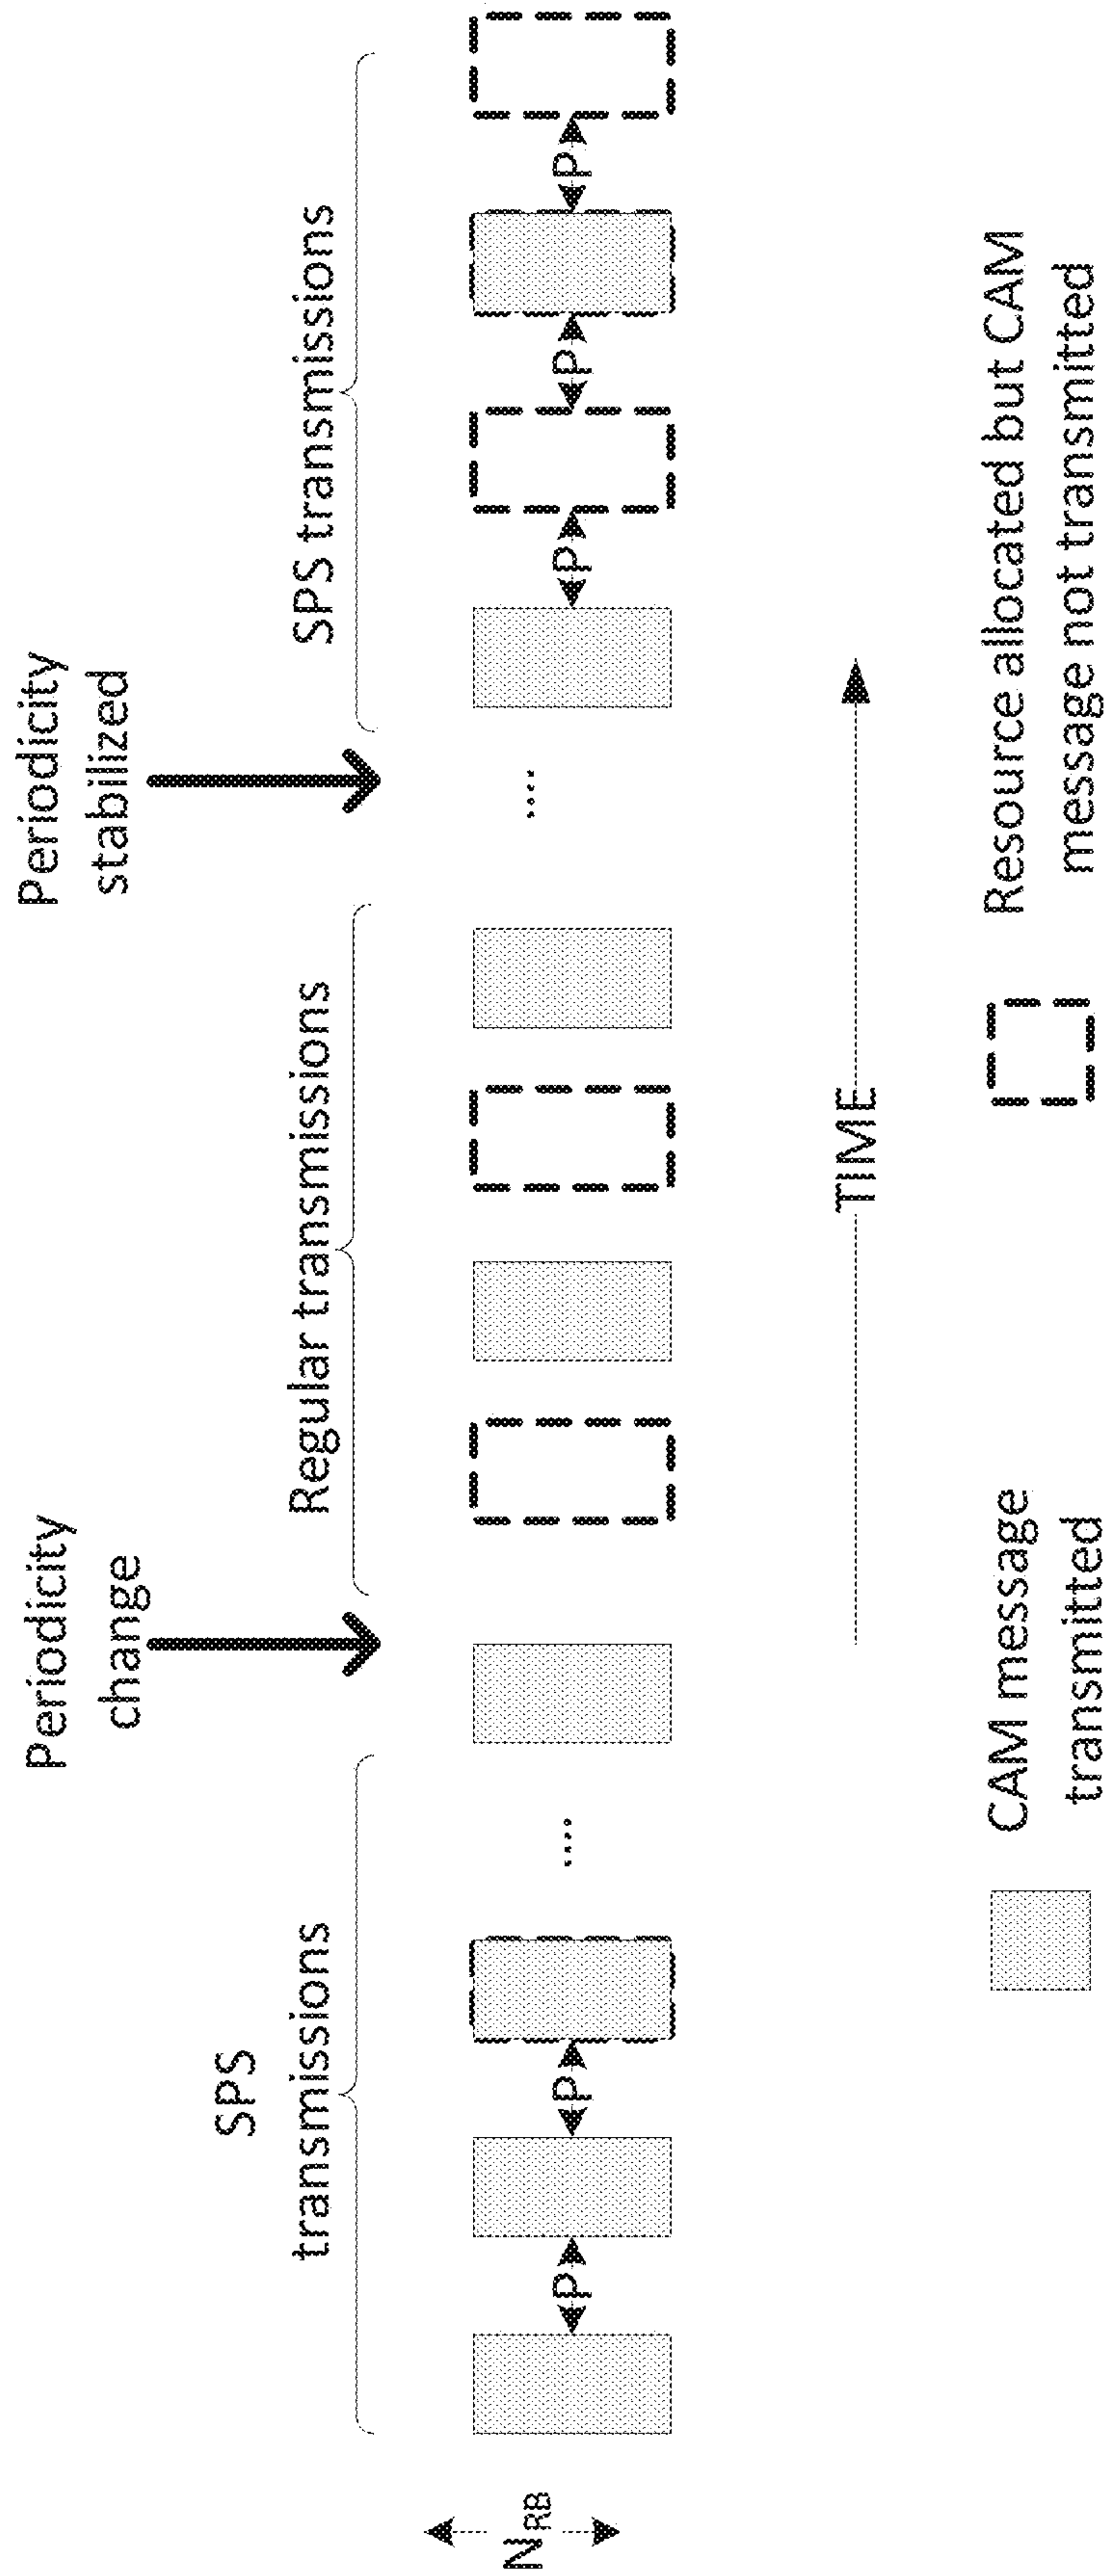 Periodicity
change
Periodicity
stabilized
SPS
transmissions
Regular transmissions
SPS transmissions
N_RB
P
P
....
....
P
P
P
TIME
CAM message
transmitted
Resource allocated but CAM
message not transmitted